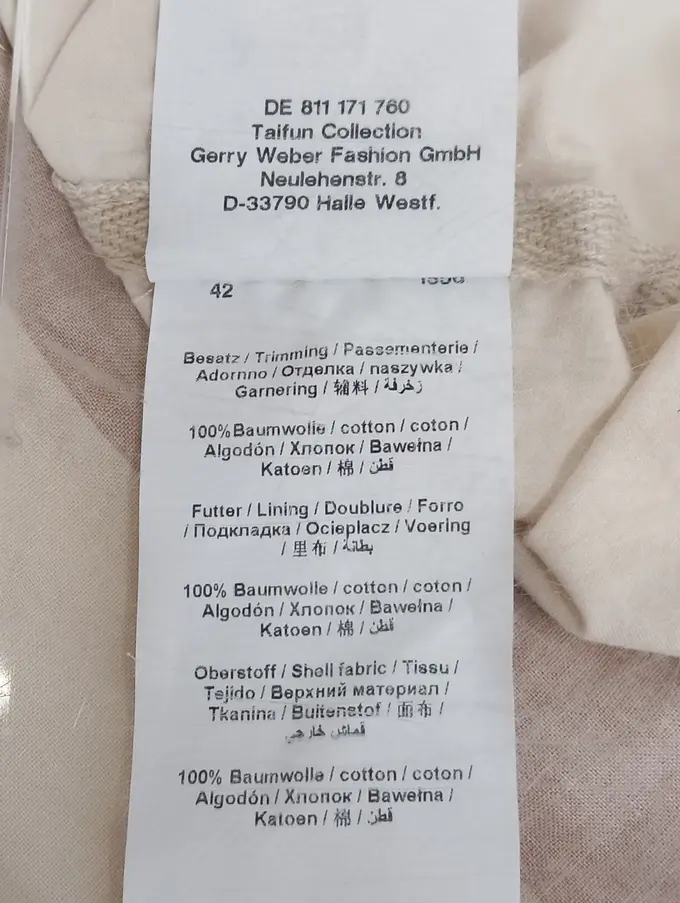 DE 811 171 760
Taifun Collection
Gerry Weber Fashion GmbH
Neulehenstr. 8
D-33790 Halle Westf.
42
Besatz / Trimming / Passementerie /
Adornno / Отделка / naszywka /
Garnering / 辅料 / زخرفة
100%Baumwolle / cotton / coton /
Algodón / Хлопок / Bawełna /
Katoen / 棉 / قطن
Futter / Lining / Doublure / Forro
/ Подкладка / Ocieplacz / Voering
/ 里布 / بطانة
100% Baumwolle / cotton / coton /
Algodón / Хлопок / Bawełna /
Katoen / 棉 / قطن
Oberstoff / Shell fabric / Tissu /
Tejido / Верхний материал /
Tkanina / Buitenstof / 面布 /
قماش خارجي
100% Baumwolle / cotton / coton /
Algodón / Хлопок / Bawełna /
Katoen / 棉 / قطن